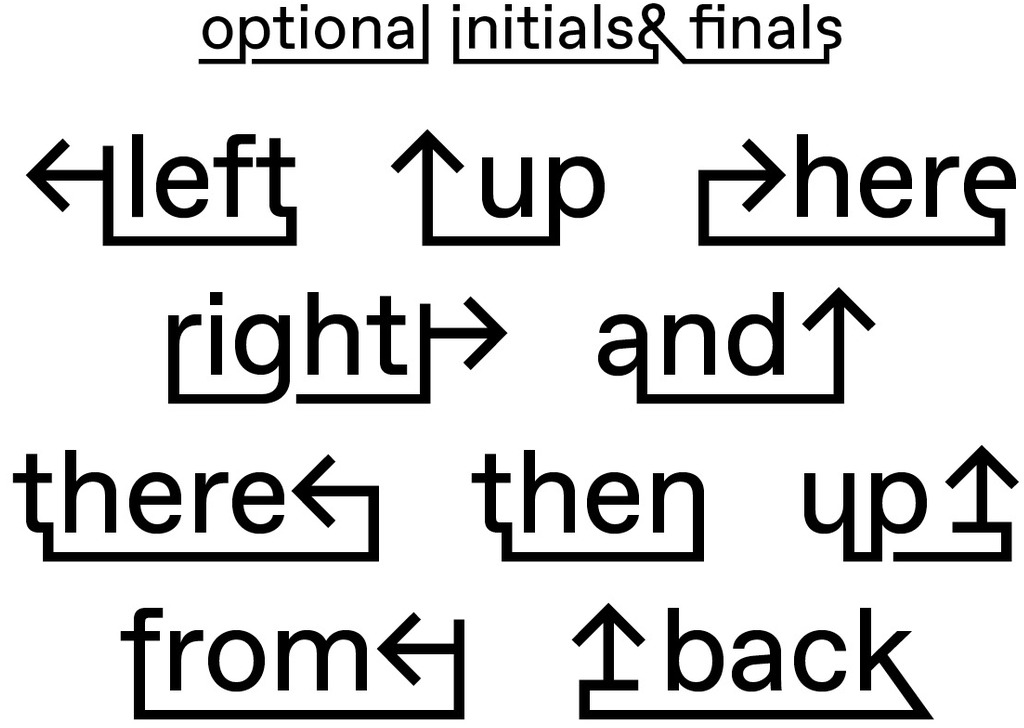 optional initials& finals
←left ↑up ↱here
right→ and↑
there← then up↑
from← ↑back